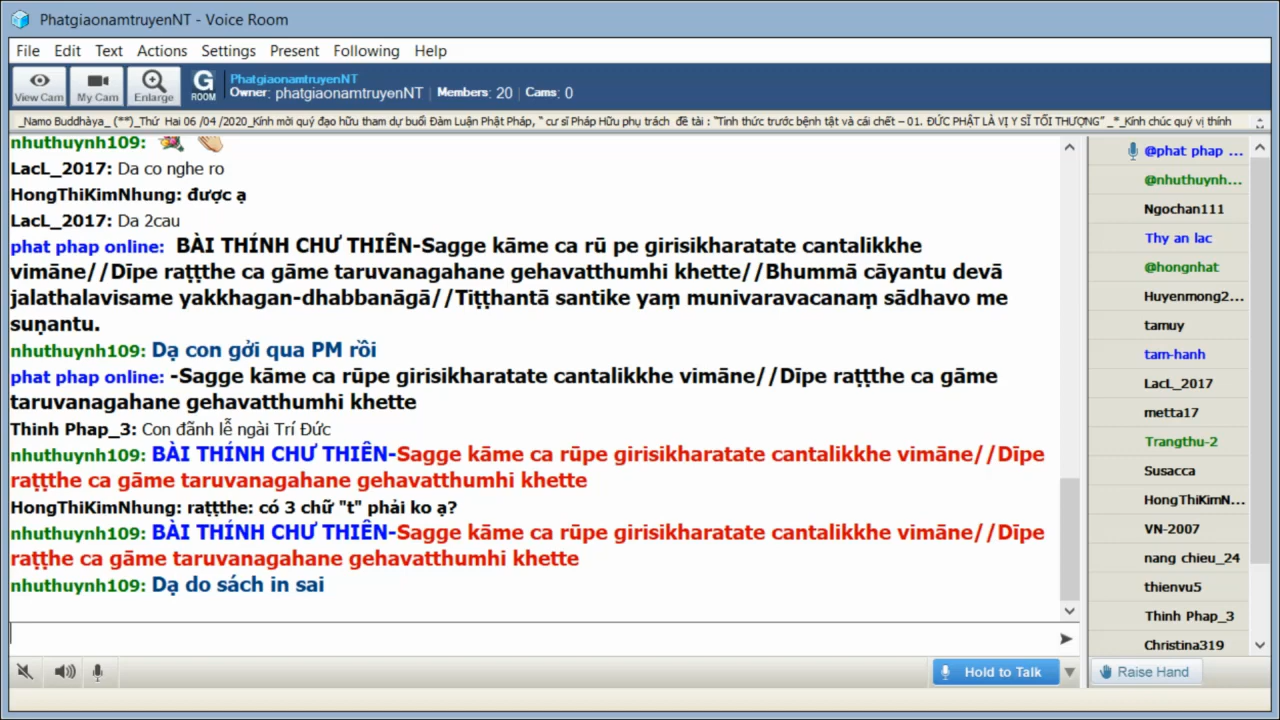 PhatgiaonamtruyenNT - Voice Room
File Edit Text Actions Settings Present Following Help
View Cam My Cam Enlarge G ROOM PhatgiaonamtruyenNT
Owner: phatgiaonamtruyenNT | Members: 20 | Cams: 0
_Namo Buddhàya_ (**)_Thứ Hai 06 /04 /2020_Kính mời quý đạo hữu tham dự buổi Đàm Luận Phật Pháp, “ cư sĩ Pháp Hữu phụ trách đề tài : “Tinh thức trước bệnh tật và cái chết – 01. ĐỨC PHẬT LÀ VỊ Y SĨ TỐI THƯỢNG” _*_Kính chúc quý vị thính
nhuthuynh109:
LacL_2017: Da co nghe ro
HongThiKimNhung: được ạ
LacL_2017: Da 2cau
phat phap online: BÀI THÍNH CHƯ THIÊN-Sagge kāme ca rū pe girisikharatate cantalikkhe
vimāne//Dīpe raṭṭthe ca gāme taruvanagahane gehavatthumhi khette//Bhummā cāyantu devā
jalathalavisame yakkhagan-dhabbanāgā//Tiṭṭhantā santike yaṃ munivaravacanaṃ sādhavo me
suṇantu.
nhuthuynh109: Dạ con gởi qua PM rồi
phat phap online: -Sagge kāme ca rūpe girisikharatate cantalikkhe vimāne//Dīpe raṭṭthe ca gāme
taruvanagahane gehavatthumhi khette
Thinh Phap_3: Con đãnh lễ ngài Trí Đức
nhuthuynh109: BÀI THÍNH CHƯ THIÊN-Sagge kāme ca rūpe girisikharatate cantalikkhe vimāne//Dīpe
raṭṭthe ca gāme taruvanagahane gehavatthumhi khette
HongThiKimNhung: raṭṭthe: có 3 chữ "t" phải ko ạ?
nhuthuynh109: BÀI THÍNH CHƯ THIÊN-Sagge kāme ca rūpe girisikharatate cantalikkhe vimāne//Dīpe
raṭṭhe ca gāme taruvanagahane gehavatthumhi khette
nhuthuynh109: Dạ do sách in sai
Hold to Talk
@phat phap ...
@nhuthuynh...
Ngochan111
Thy an lac
@hongnhat
Huyenmong2...
tamuy
tam-hanh
LacL_2017
metta17
Trangthu-2
Susacca
HongThiKimN...
VN-2007
nang chieu_24
thienvu5
Thinh Phap_3
Christina319
Raise Hand